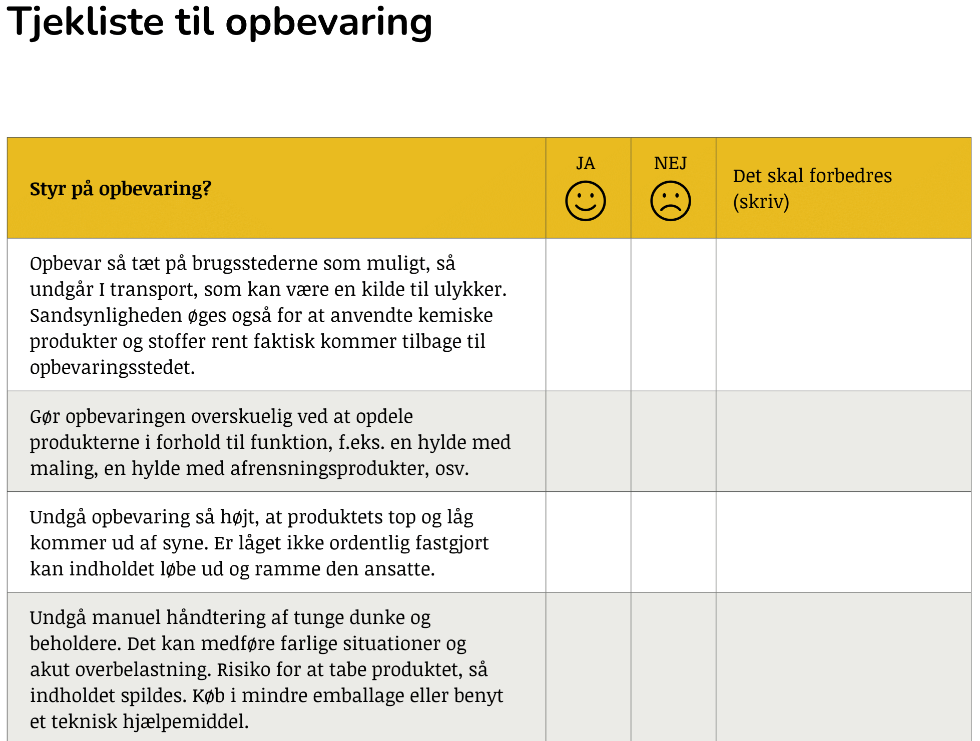 Tjekliste til opbevaring
Styr på opbevaring?
JA
NEJ
Det skal forbedres
(skriv)
Opbevar så tæt på brugsstederne som muligt, så
undgår I transport, som kan være en kilde til ulykker.
Sandsynligheden øges også for at anvendte kemiske
produkter og stoffer rent faktisk kommer tilbage til
opbevaringsstedet.
Gør opbevaringen overskuelig ved at opdele
produkterne i forhold til funktion, f.eks. en hylde med
maling, en hylde med afrensningsprodukter, osv.
Undgå opbevaring så højt, at produktets top og låg
kommer ud af syne. Er låget ikke ordentlig fastgjort
kan indholdet løbe ud og ramme den ansatte.
Undgå manuel håndtering af tunge dunke og
beholdere. Det kan medføre farlige situationer og
akut overbelastning. Risiko for at tabe produktet, så
indholdet spildes. Køb i mindre emballage eller benyt
et teknisk hjælpemiddel.